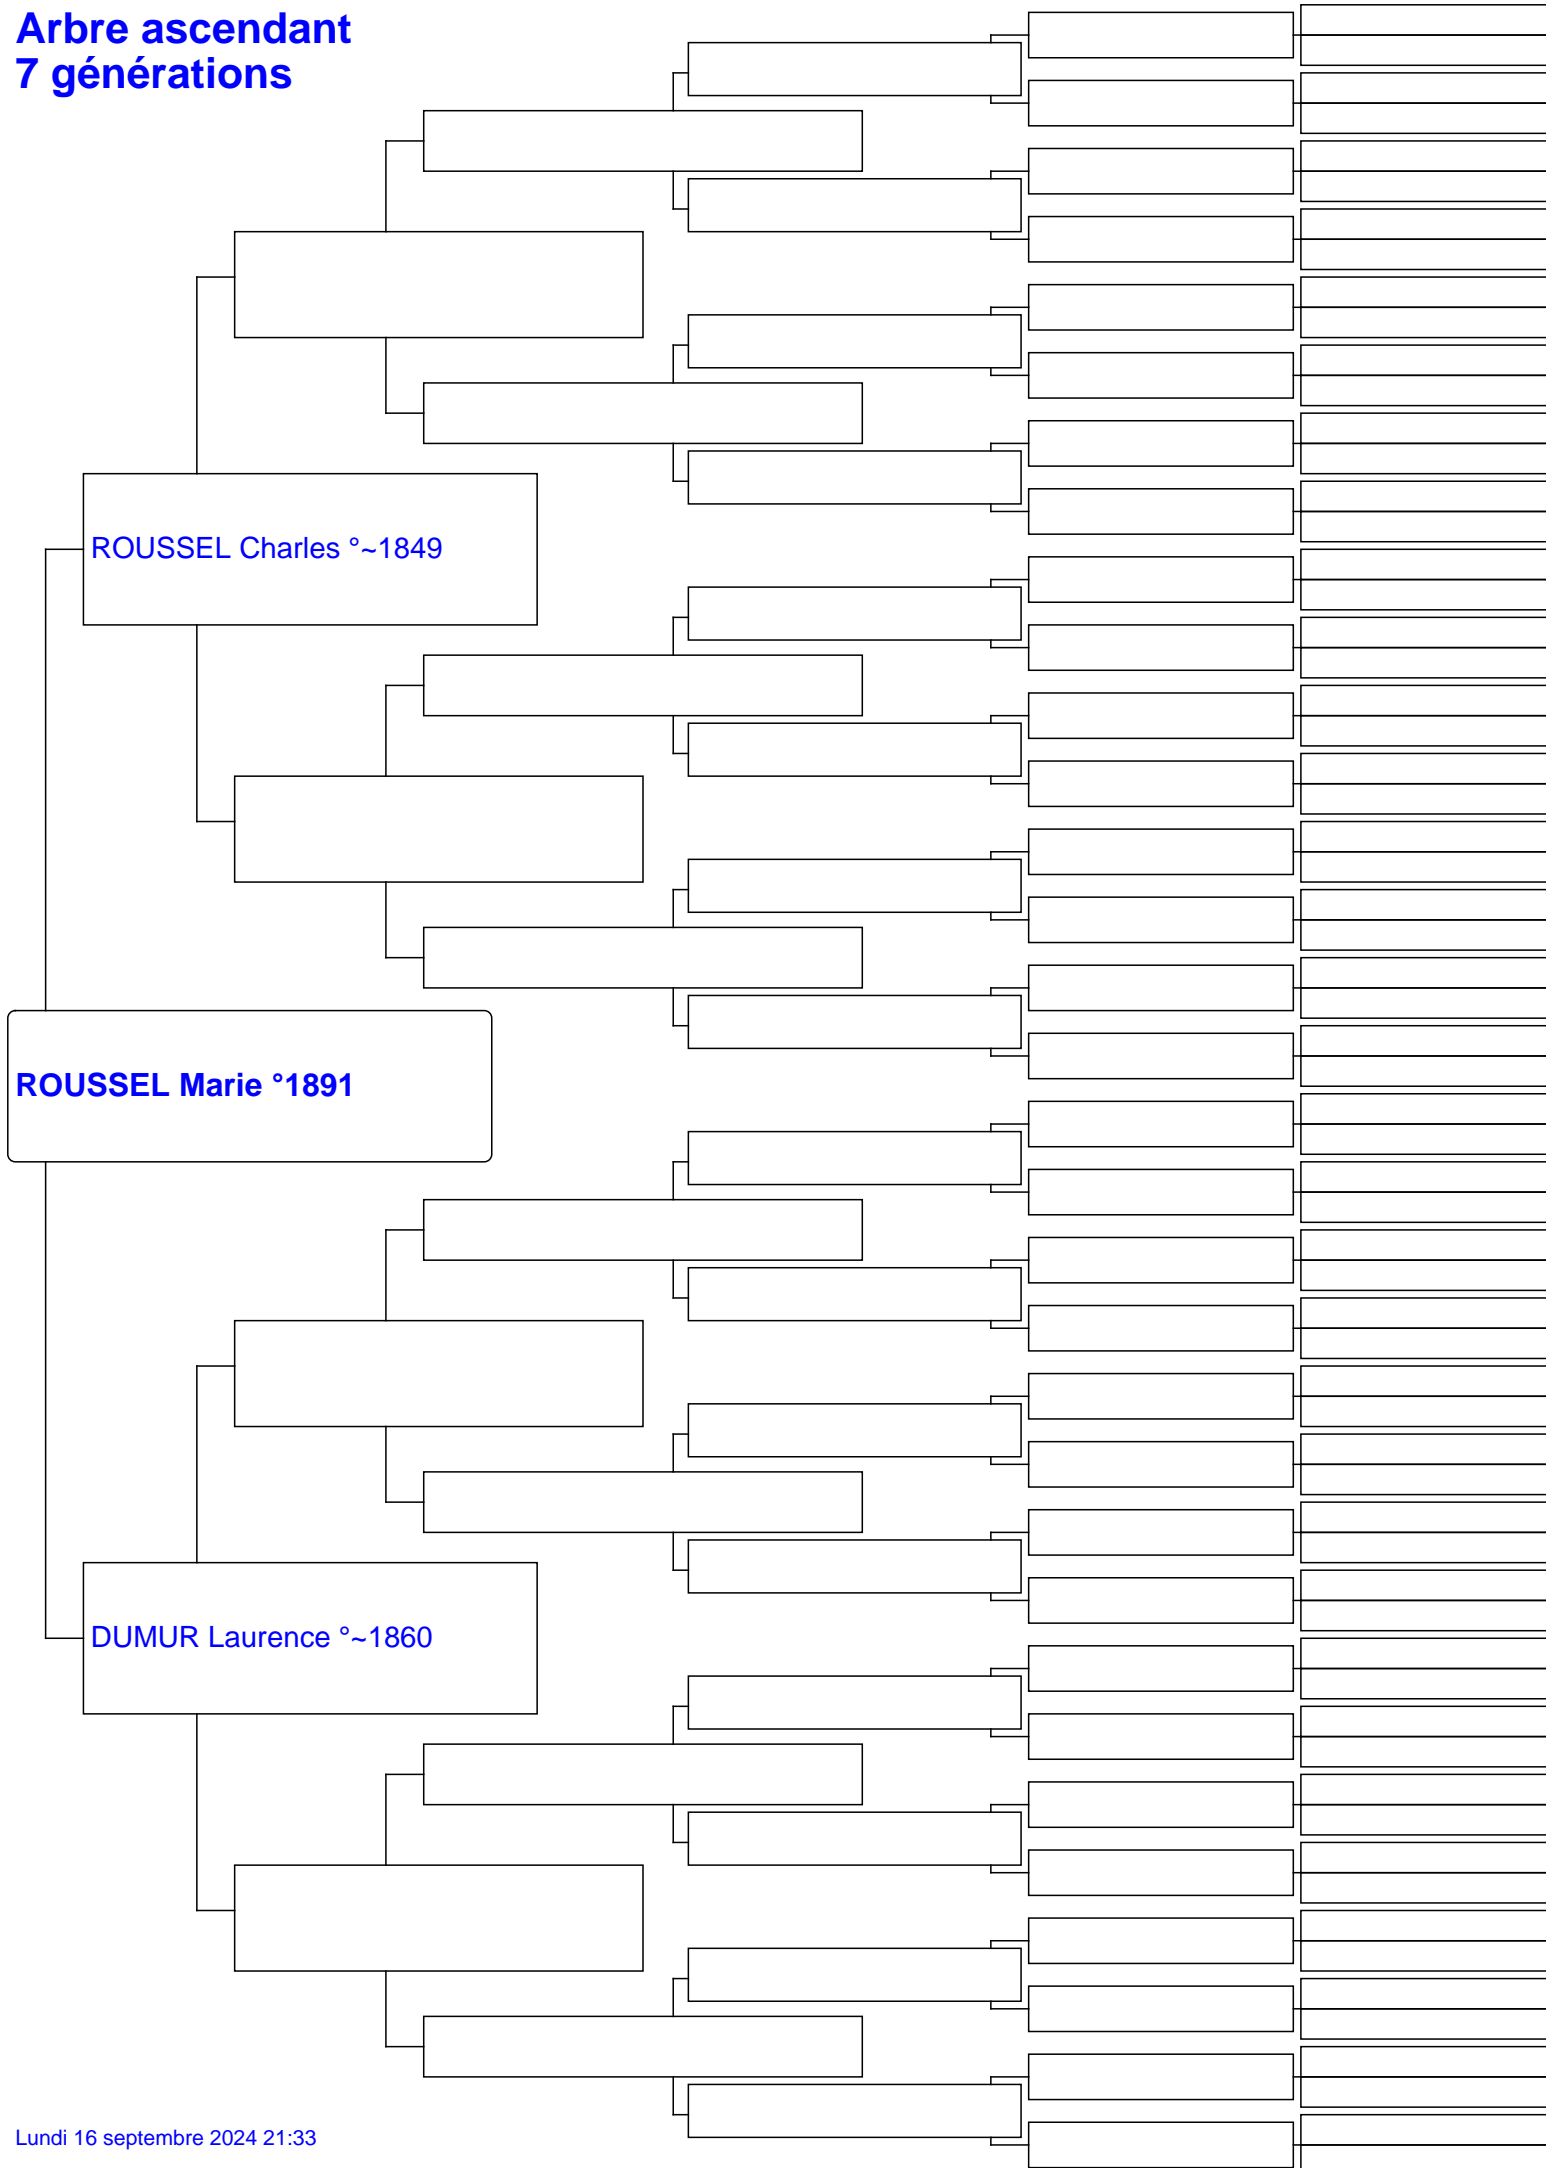 Arbre ascendant
7 générations
ROUSSEL Charles °~1849
ROUSSEL Marie °1891
DUMUR Laurence °~1860
Lundi 16 septembre 2024 21:33